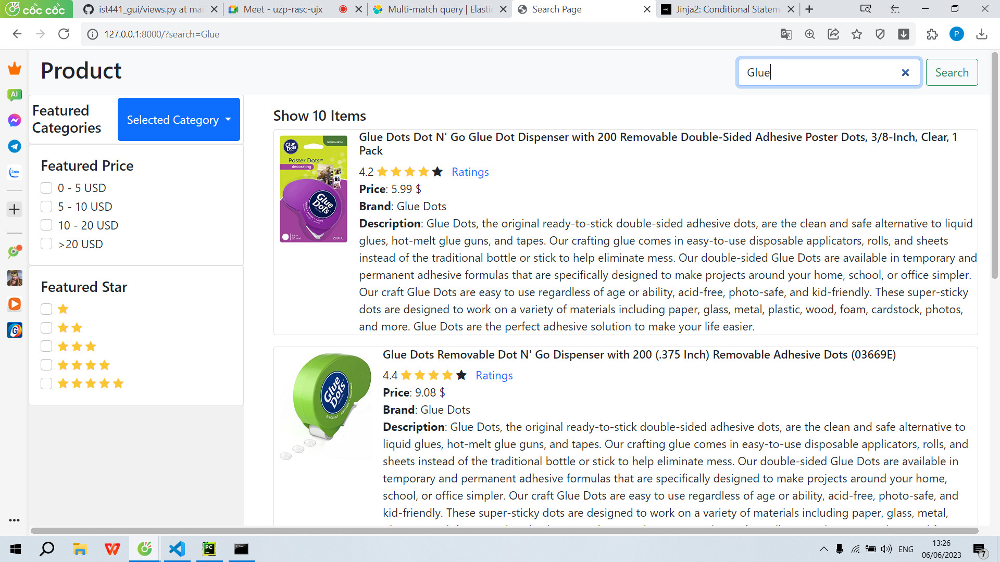 cốc cốc
ist441_gui/views.py at mai
Meet - uzp-rasc-ujx
Multi-match query | Elastic
Search Page
Jinja2: Conditional Statem
127.0.0.1:8000/?search=Glue
P
Product
Glue
Search
AI
Zalo
Featured Categories
Selected Category
Featured Price
0 - 5 USD
5 - 10 USD
10 - 20 USD
>20 USD
Featured Star
Show 10 Items
Glue Dots
removable
Poster Dots™
decorating
Glue Dots
200 PC
Glue Dots Dot N' Go Glue Dot Dispenser with 200 Removable Double-Sided Adhesive Poster Dots, 3/8-Inch, Clear, 1
Pack
4.2 Ratings
Price: 5.99 $
Brand: Glue Dots
Description: Glue Dots, the original ready-to-stick double-sided adhesive dots, are the clean and safe alternative to liquid
glues, hot-melt glue guns, and tapes. Our crafting glue comes in easy-to-use disposable applicators, rolls, and sheets
instead of the traditional bottle or stick to help eliminate mess. Our double-sided Glue Dots are available in temporary and
permanent adhesive formulas that are specifically designed to make projects around your home, school, or office simpler.
Our craft Glue Dots are easy to use regardless of age or ability, acid-free, photo-safe, and kid-friendly. These super-sticky
dots are designed to work on a variety of materials including paper, glass, metal, plastic, wood, foam, cardstock, photos,
and more. Glue Dots are the perfect adhesive solution to make your life easier.
Glue Dots
Glue Dots Removable Dot N' Go Dispenser with 200 (.375 Inch) Removable Adhesive Dots (03669E)
4.4 Ratings
Price: 9.08 $
Brand: Glue Dots
Description: Glue Dots, the original ready-to-stick double-sided adhesive dots, are the clean and safe alternative to
liquid glues, hot-melt glue guns, and tapes. Our crafting glue comes in easy-to-use disposable applicators, rolls, and
sheets instead of the traditional bottle or stick to help eliminate mess. Our double-sided Glue Dots are available in
temporary and permanent adhesive formulas that are specifically designed to make projects around your home,
school, or office simpler. Our craft Glue Dots are easy to use regardless of age or ability, acid-free, photo-safe, and
kid-friendly. These super-sticky dots are designed to work on a variety of materials including paper, glass, metal,
PC
ENG
13:26
06/06/2023
7